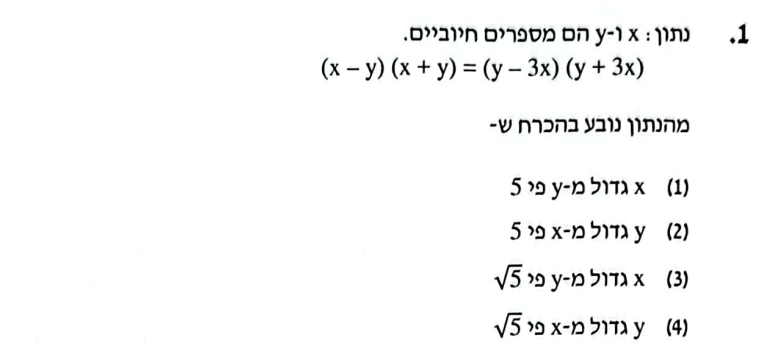 1. נתון: x ו-y הם מספרים חיוביים.
(x – y) (x + y) = (y – 3x) (y + 3x)
מהנתון נובע בהכרח ש-
(1) x גדול מ-y פי 5
(2) y גדול מ-x פי 5
(3) x גדול מ-y פי √5
(4) y גדול מ-x פי √5